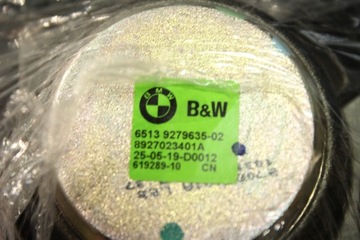 BMW
B&W
6513 9279635-02
8927023401A
25-05-19-D0012
619289-10 CN